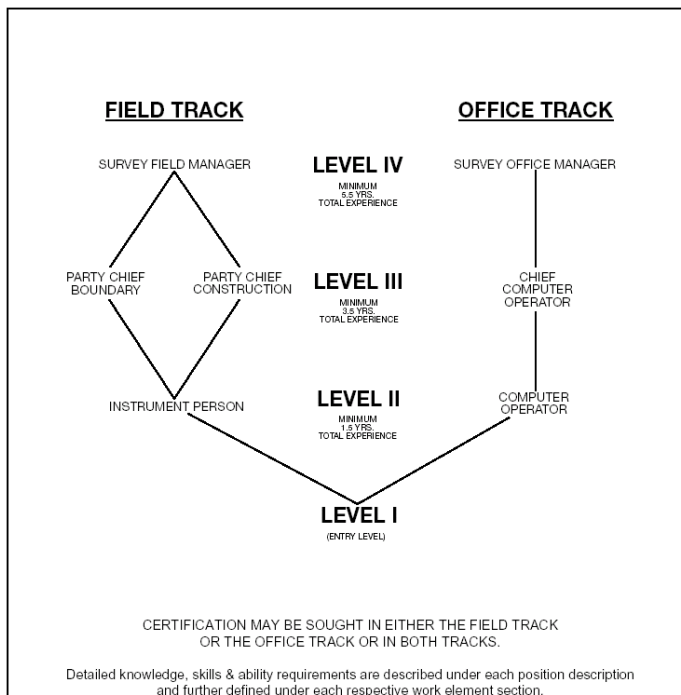 FIELD TRACK
OFFICE TRACK
SURVEY FIELD MANAGER
LEVEL IV
MINIMUM
5.5 YRS.
TOTAL EXPERIENCE
SURVEY OFFICE MANAGER
PARTY CHIEF
BOUNDARY
PARTY CHIEF
CONSTRUCTION
LEVEL III
MINIMUM
3.5 YRS.
TOTAL EXPERIENCE
CHIEF
COMPUTER
OPERATOR
INSTRUMENT PERSON
LEVEL II
MINIMUM
1.5 YRS.
TOTAL EXPERIENCE
COMPUTER
OPERATOR
LEVEL I
(ENTRY LEVEL)
CERTIFICATION MAY BE SOUGHT IN EITHER THE FIELD TRACK
OR THE OFFICE TRACK OR IN BOTH TRACKS.
Detailed knowledge, skills & ability requirements are described under each position description
and further defined under each respective work element section.